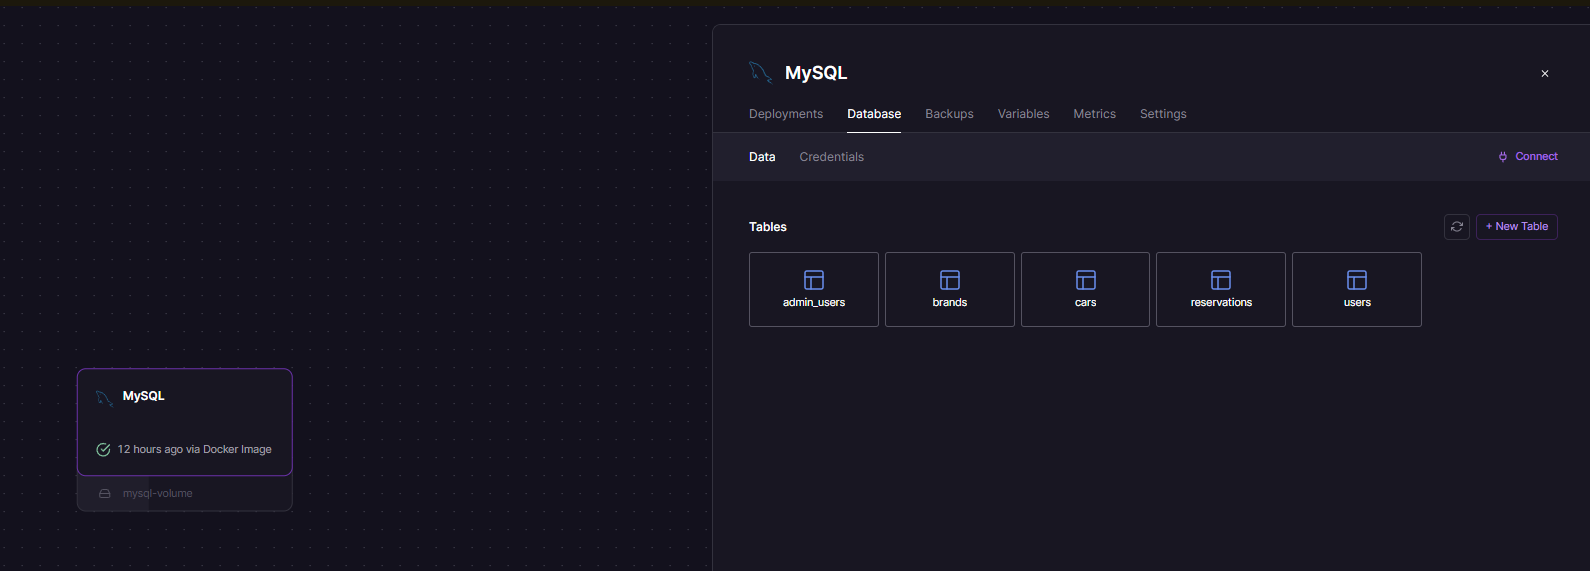 MySQL
×
Deployments Database Backups Variables Metrics Settings
Data Credentials Connect
Tables
+ New Table
admin_users brands cars reservations users
MySQL
12 hours ago via Docker Image
mysql-volume